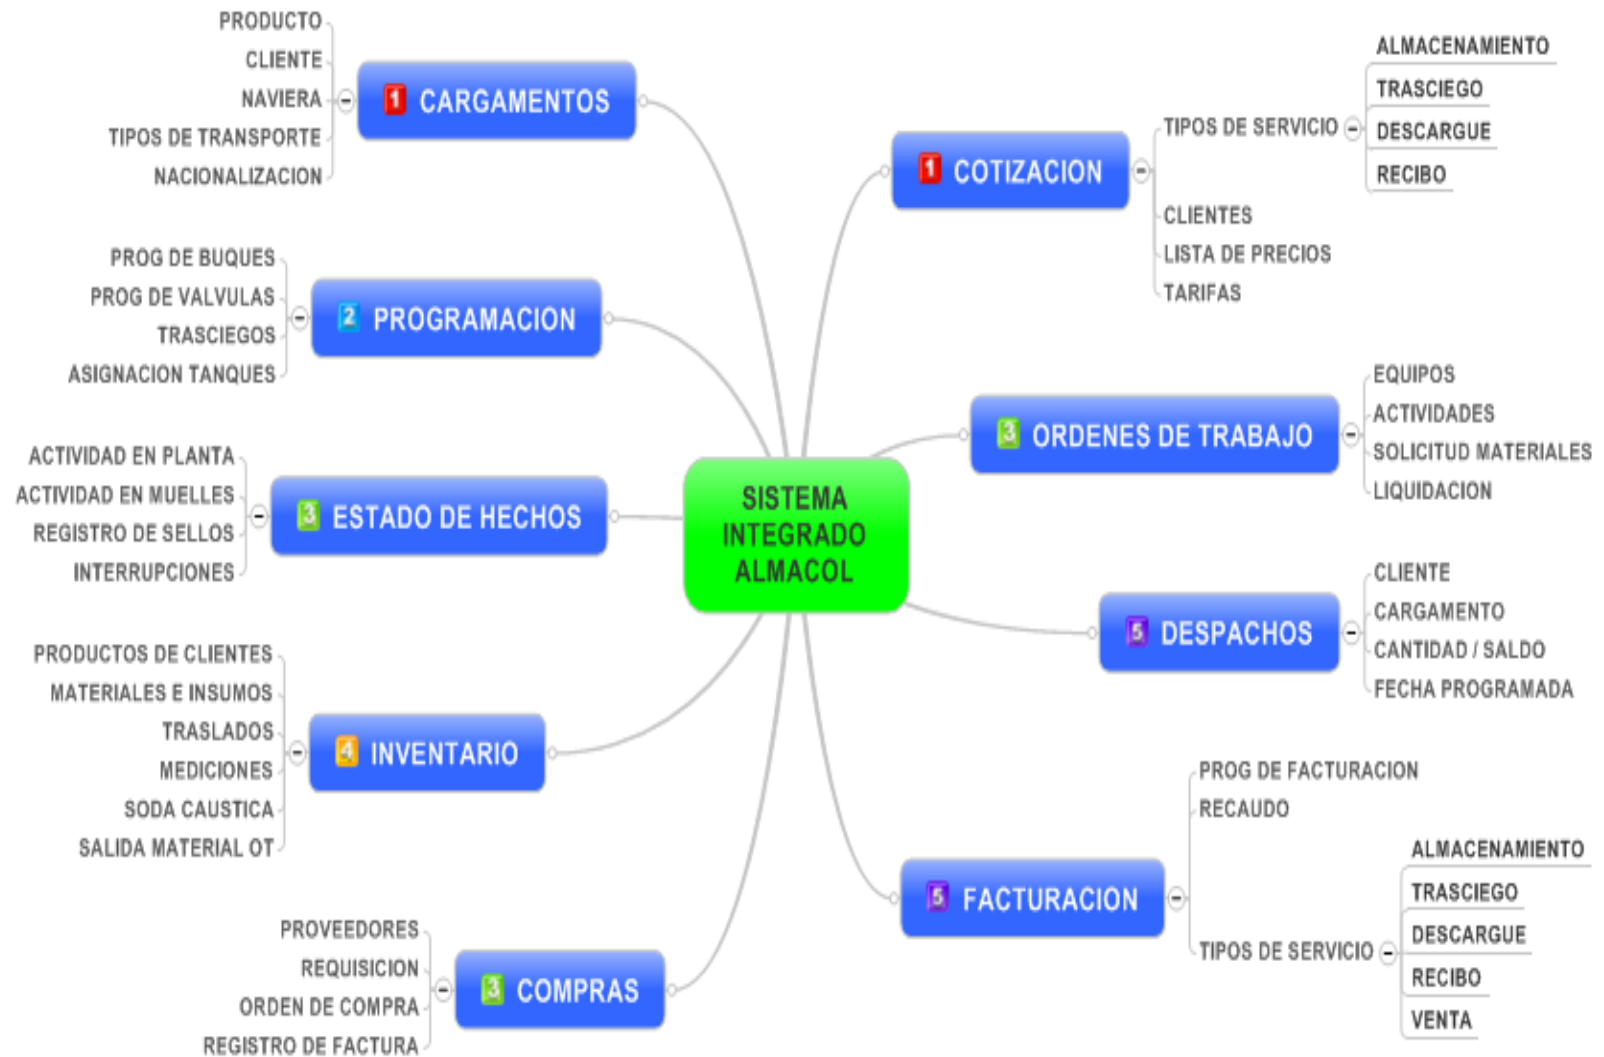 PRODUCTO
CLIENTE
NAVIERA
TIPOS DE TRANSPORTE
NACIONALIZACION
1 CARGAMENTOS
PROG DE BUQUES
PROG DE VALVULAS
TRASCIEGOS
ASIGNACION TANQUES
2 PROGRAMACION
ACTIVIDAD EN PLANTA
ACTIVIDAD EN MUELLES
REGISTRO DE SELLOS
INTERRUPCIONES
3 ESTADO DE HECHOS
PRODUCTOS DE CLIENTES
MATERIALES E INSUMOS
TRASLADOS
MEDICIONES
SODA CAUSTICA
SALIDA MATERIAL OT
4 INVENTARIO
PROVEEDORES
REQUISICION
ORDEN DE COMPRA
REGISTRO DE FACTURA
3 COMPRAS
SISTEMA
INTEGRADO
ALMACOL
1 COTIZACION
TIPOS DE SERVICIO
ALMACENAMIENTO
TRASCIEGO
DESCARGUE
RECIBO
CLIENTES
LISTA DE PRECIOS
TARIFAS
3 ORDENES DE TRABAJO
EQUIPOS
ACTIVIDADES
SOLICITUD MATERIALES
LIQUIDACION
5 DESPACHOS
CLIENTE
CARGAMENTO
CANTIDAD / SALDO
FECHA PROGRAMADA
5 FACTURACION
PROG DE FACTURACION
RECAUDO
TIPOS DE SERVICIO
ALMACENAMIENTO
TRASCIEGO
DESCARGUE
RECIBO
VENTA